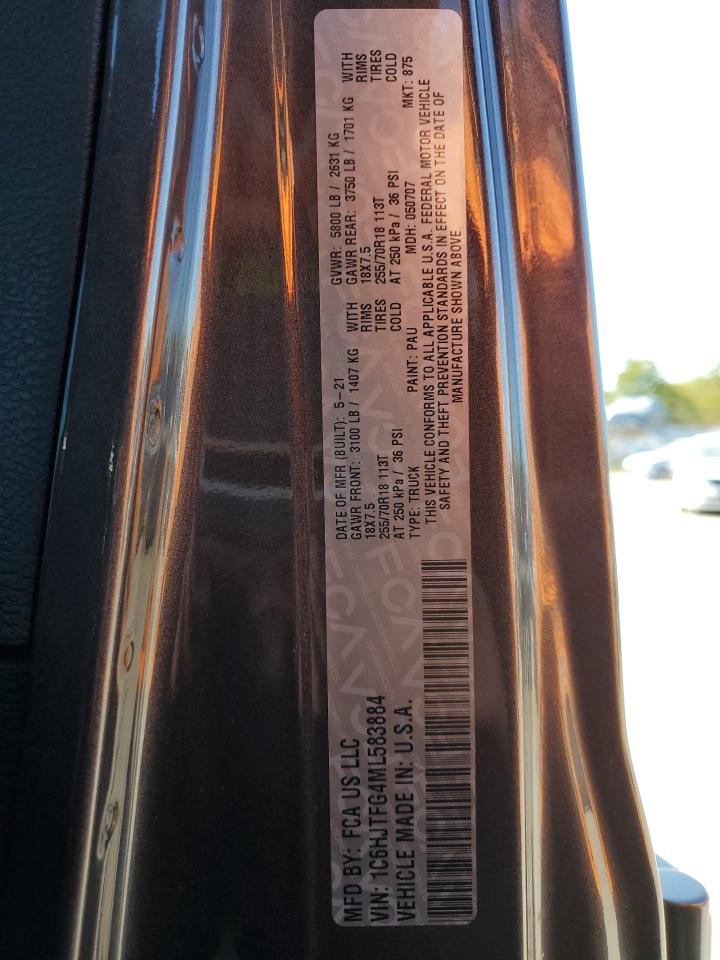 MFD BY: FCA US LLC
VIN: 1C6HJTFG4ML583884
VEHICLE MADE IN: U.S.A.
DATE OF MFR (BUILT): 5-21 GVWR: 5800 LB / 2631 KG
GAWR FRONT: 3100 LB / 1407 KG WITH GAWR REAR: 3750 LB / 1701 KG WITH
18X7.5 RIMS 18X7.5 RIMS
255/70R18 113T TIRES 255/70R18 113T TIRES
AT 250 kPa / 36 PSI COLD AT 250 kPa / 36 PSI COLD
TYPE: TRUCK PAINT: PAU MDH: 050707 MKT: 875
THIS VEHICLE CONFORMS TO ALL APPLICABLE U.S.A. FEDERAL MOTOR VEHICLE
SAFETY AND THEFT PREVENTION STANDARDS IN EFFECT ON THE DATE OF
MANUFACTURE SHOWN ABOVE.